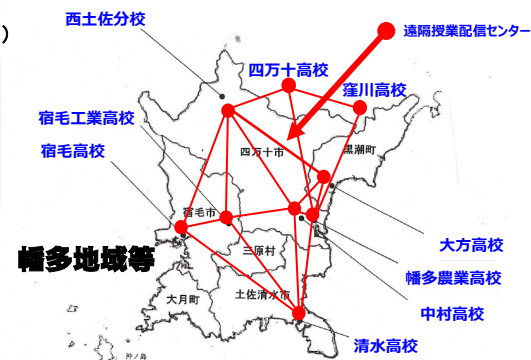 )
西土佐分校
遠隔授業配信センター
四万十高校
窪川高校
宿毛工業高校
宿毛高校
黒潮町
四万十市
宿毛市
三原村
大方高校
幡多地域等
幡多農業高校
大月町
土佐清水市
中村高校
清水高校
沖ノ島